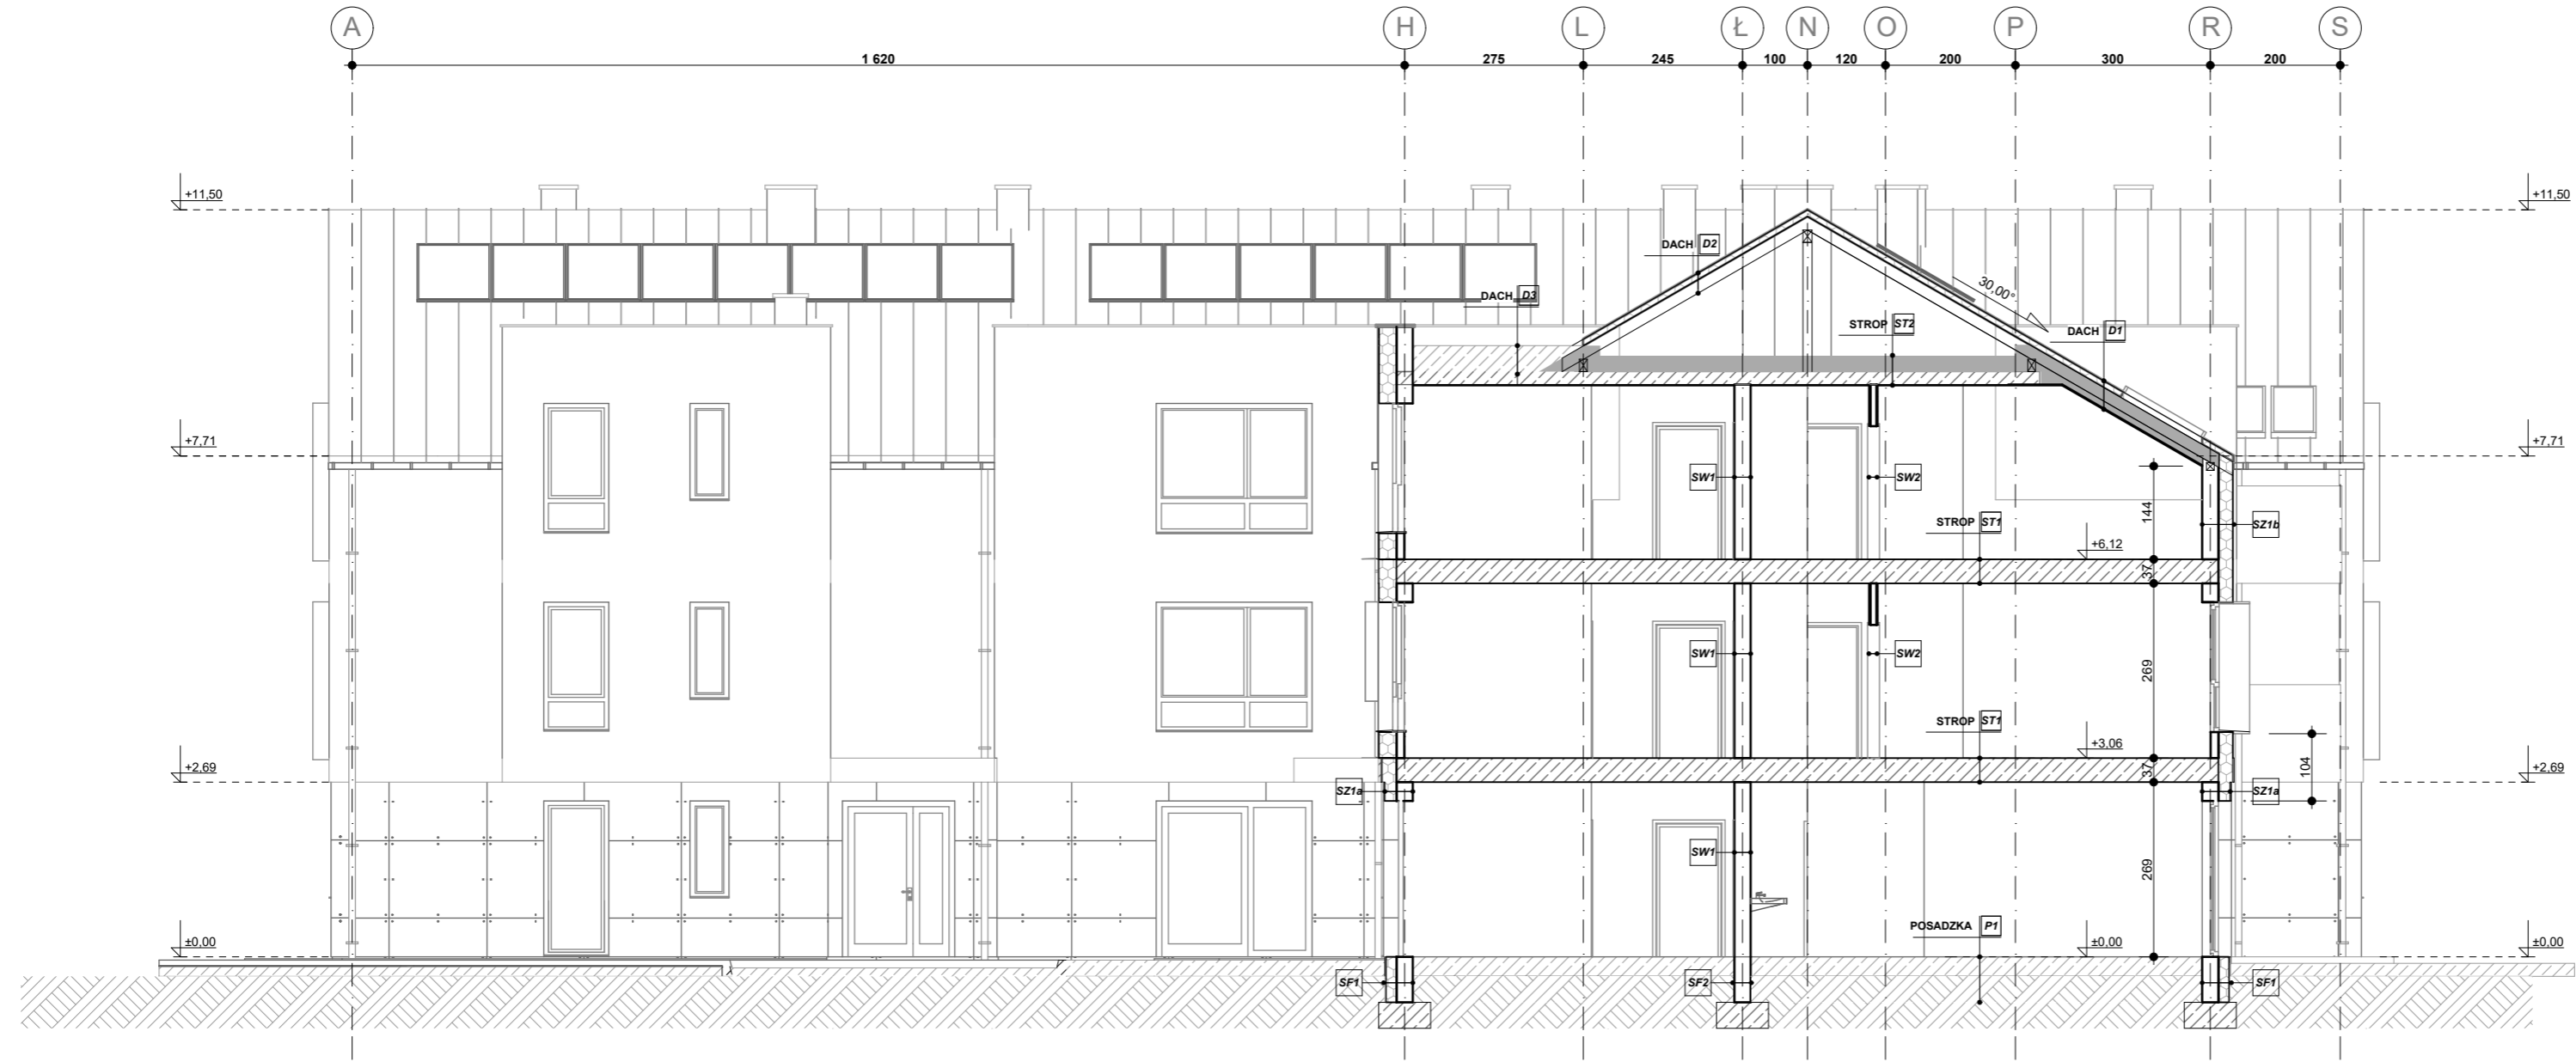 A H L Ł N O P R S
1 620 275 245 100 120 200 300 200
+11,50 +11,50
DACH D2
30,00°
DACH D3
STROP ST2
DACH D1
+7,71 +7,71
SW1 SW2
144
STROP ST1
SZ1b
+6,12
37
SW1 SW2
269
STROP ST1
+3,06
+2,69 37 104 +2,69
SZ1a SZ1a
SW1
269
POSADZKA P1
±0,00 ±0,00 ±0,00
SF1 SF2 SF1